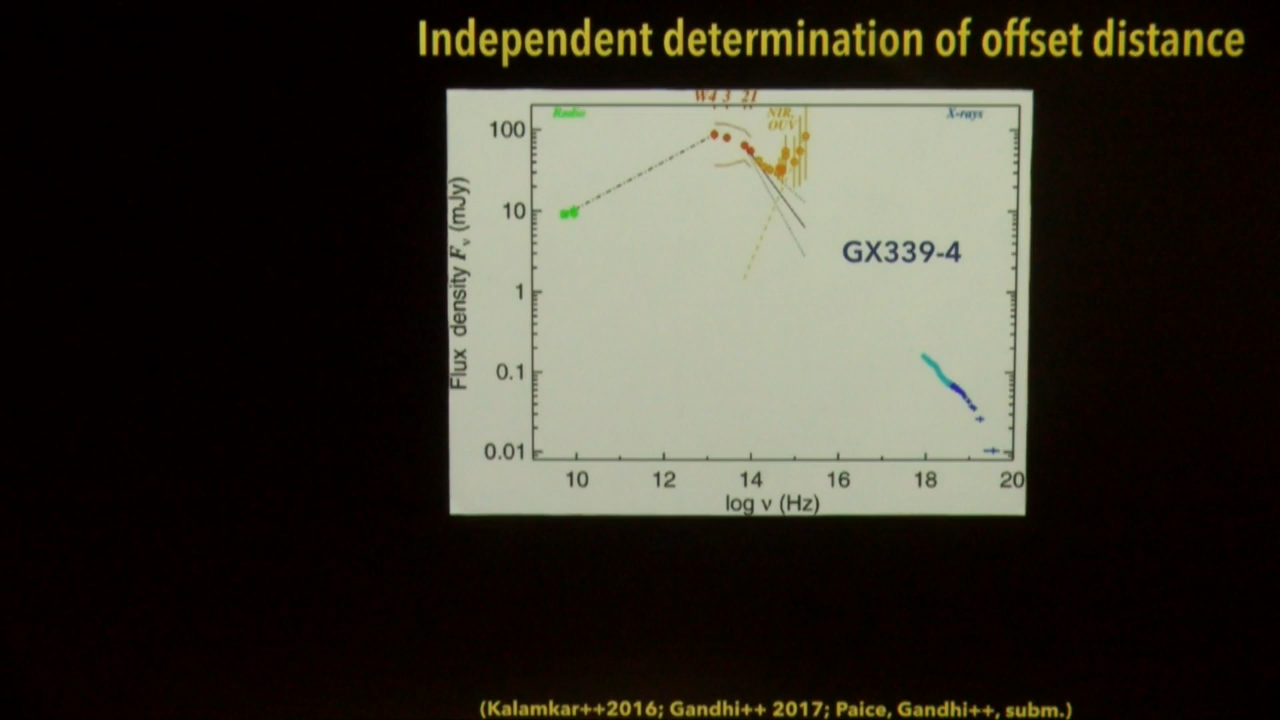 Independent determination of offset distance
W4 3 21
Radio
NIR,
OUV
X-rays
100
10
1
0.1
0.01
Flux density Fν (mJy)
GX339-4
10 12 14 16 18 20
log ν (Hz)
(Kalamkar++2016; Gandhi++ 2017; Paice, Gandhi++, subm.)